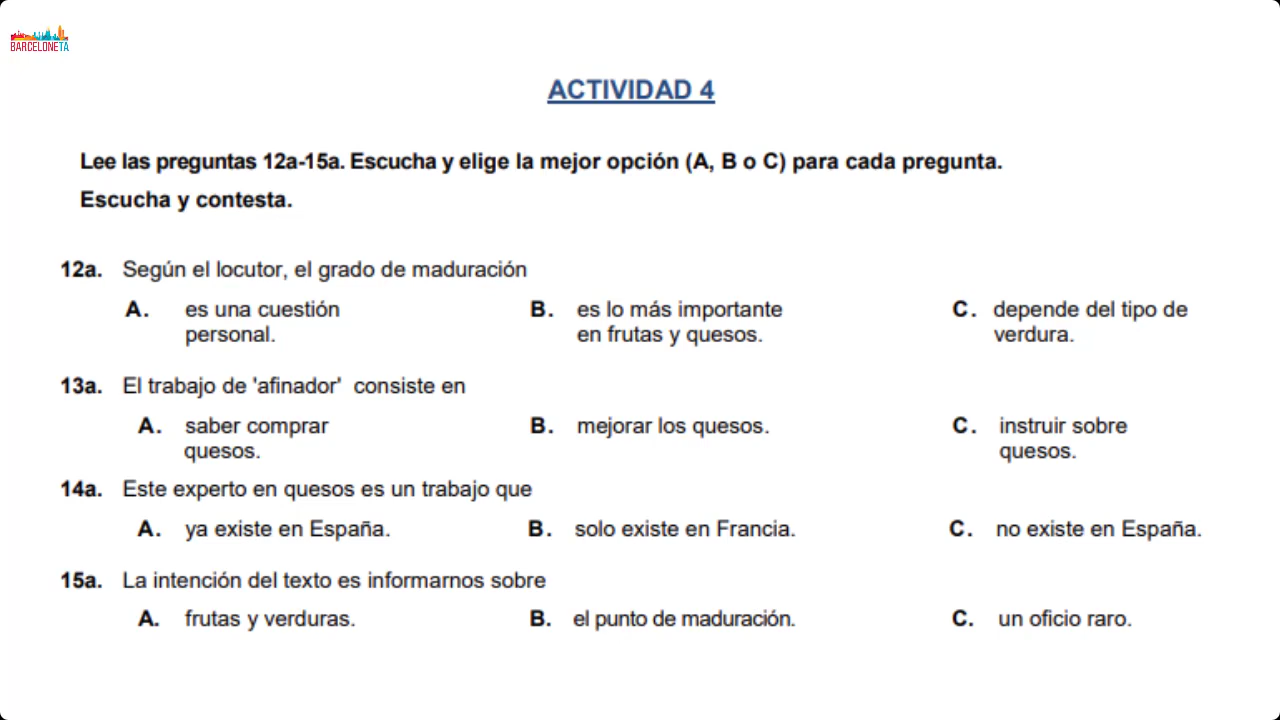 BARCELONETA
ACTIVIDAD 4
Lee las preguntas 12a-15a. Escucha y elige la mejor opción (A, B o C) para cada pregunta.
Escucha y contesta.
12a. Según el locutor, el grado de maduración
A. es una cuestión personal.
B. es lo más importante en frutas y quesos.
C. depende del tipo de verdura.
13a. El trabajo de 'afinador' consiste en
A. saber comprar quesos.
B. mejorar los quesos.
C. instruir sobre quesos.
14a. Este experto en quesos es un trabajo que
A. ya existe en España.
B. solo existe en Francia.
C. no existe en España.
15a. La intención del texto es informarnos sobre
A. frutas y verduras.
B. el punto de maduración.
C. un oficio raro.